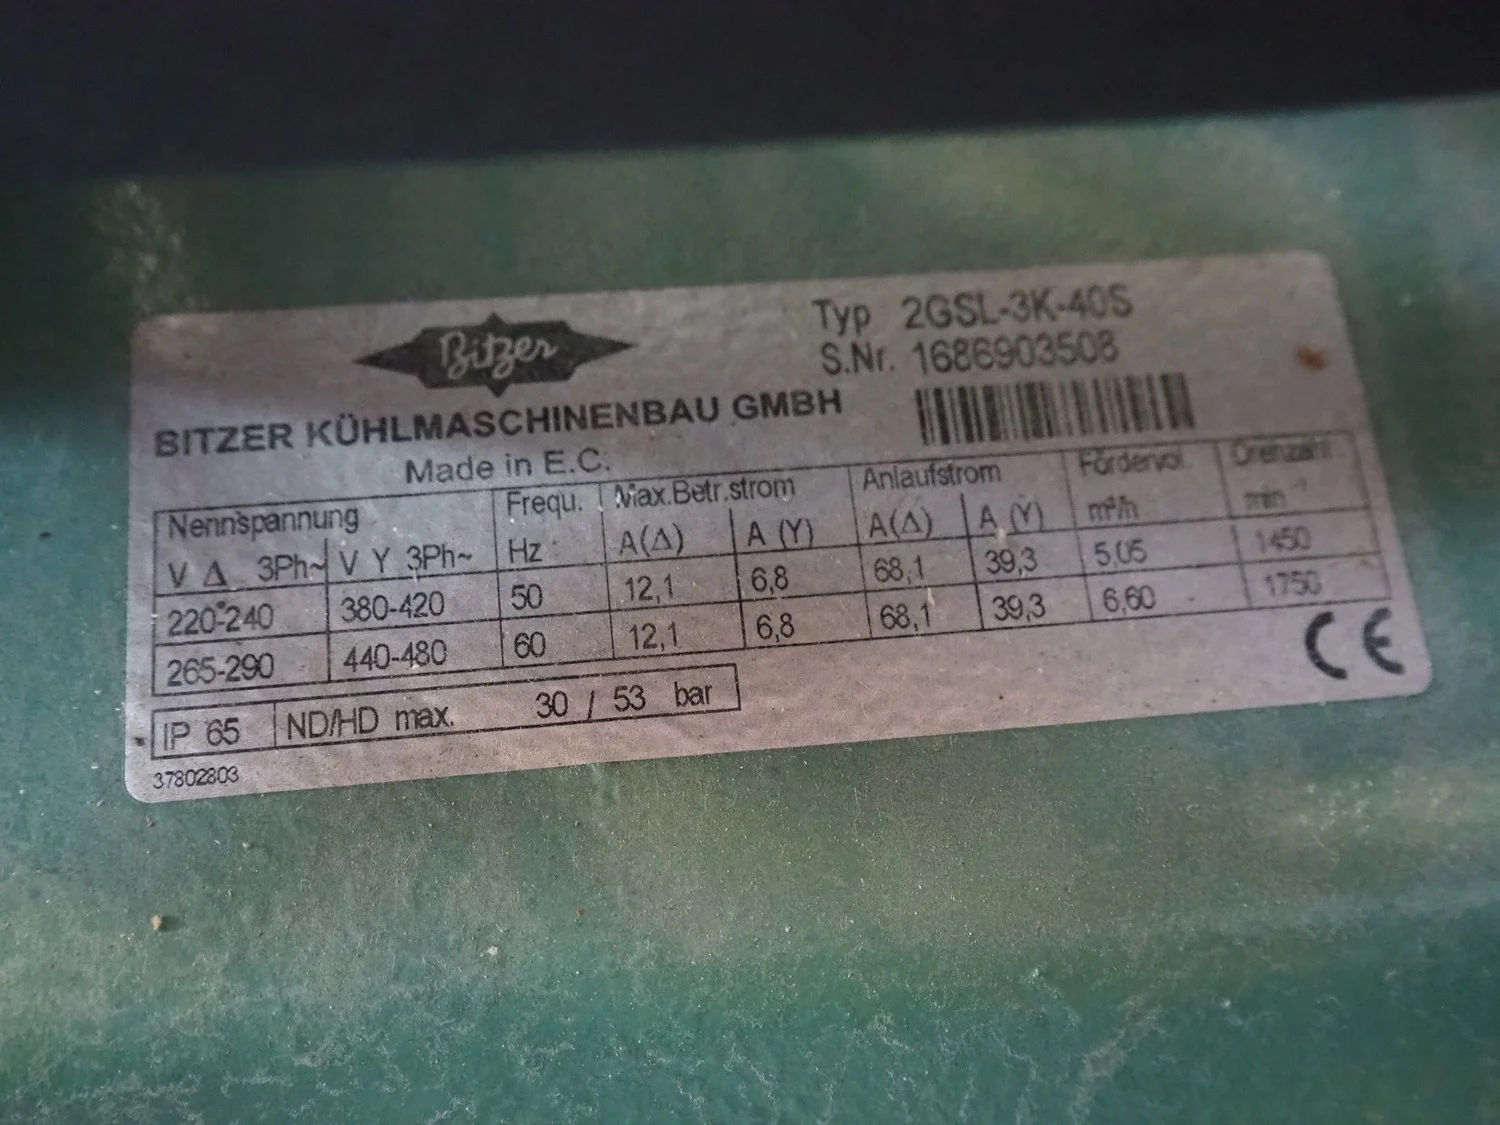 Bitzer
Typ 2GSL-3K-40S
S.Nr. 1686903508
BITZER KÜHLMASCHINENBAU GMBH
Made in E.C.
Nennspannung Frequ. Max.Betr.strom Anlaufstrom Fördervol. Drehzahl
V Δ 3Ph~ V Y 3Ph~ Hz A(Δ) A (Y) A(Δ) A (Y) m³/h min⁻¹
220-240 380-420 50 12,1 6,8 68,1 39,3 5,05 1450
265-290 440-480 60 12,1 6,8 68,1 39,3 6,60 1750
IP 65 ND/HD max. 30 / 53 bar
CE
37802803